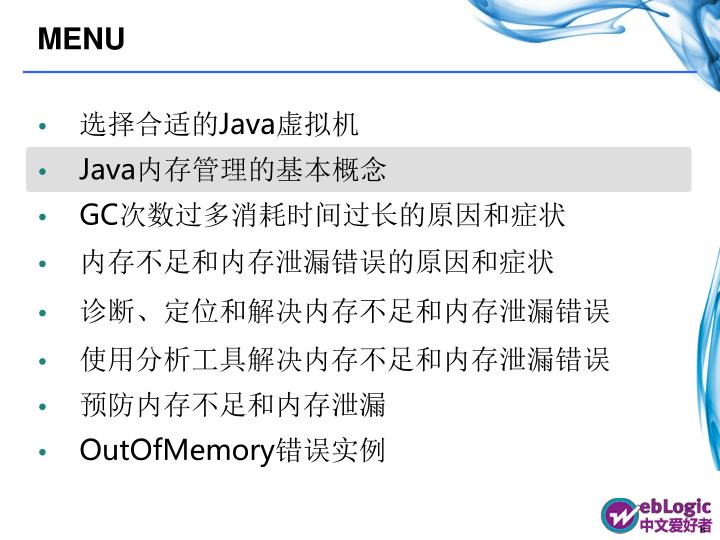 MENU
• 选择合适的Java虚拟机
• Java内存管理的基本概念
• GC次数过多消耗时间过长的原因和症状
• 内存不足和内存泄漏错误的原因和症状
• 诊断、定位和解决内存不足和内存泄漏错误
• 使用分析工具解决内存不足和内存泄漏错误
• 预防内存不足和内存泄漏
• OutOfMemory错误实例
WebLogic
中文爱好者